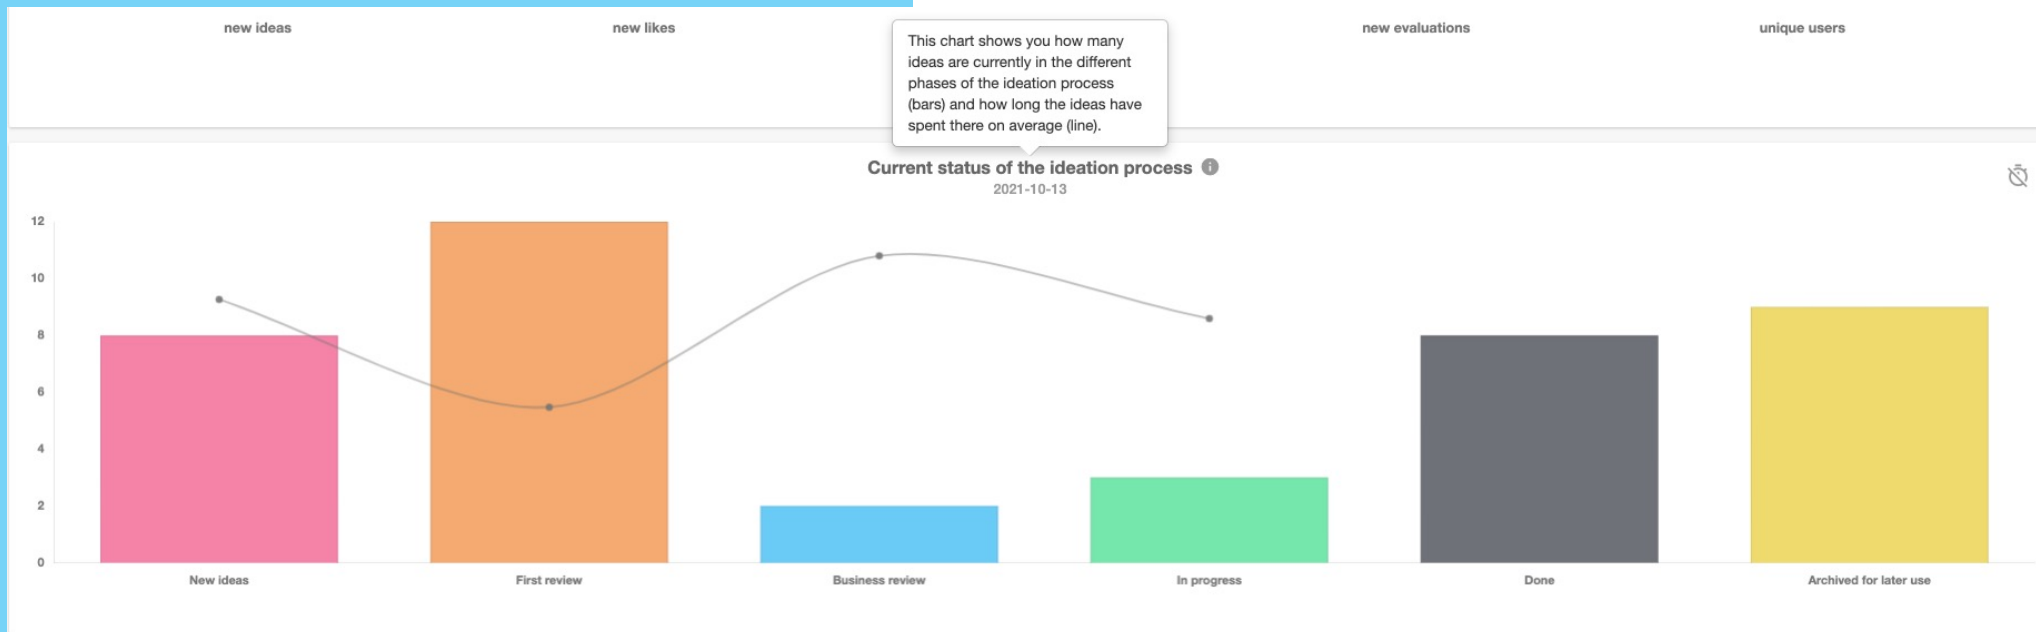 new ideas
new likes
new evaluations
unique users
This chart shows you how many
ideas are currently in the different
phases of the ideation process
(bars) and how long the ideas have
spent there on average (line).
Current status of the ideation process
2021-10-13
12
10
8
6
4
2
0
New ideas
First review
Business review
In progress
Done
Archived for later use